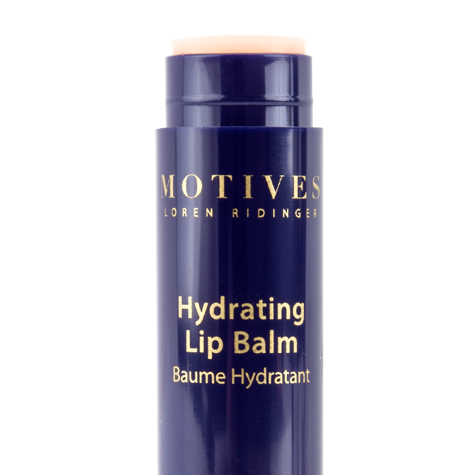 MOTIVES
LOREN RIDINGER
Hydrating
Lip Balm
Baume Hydratant